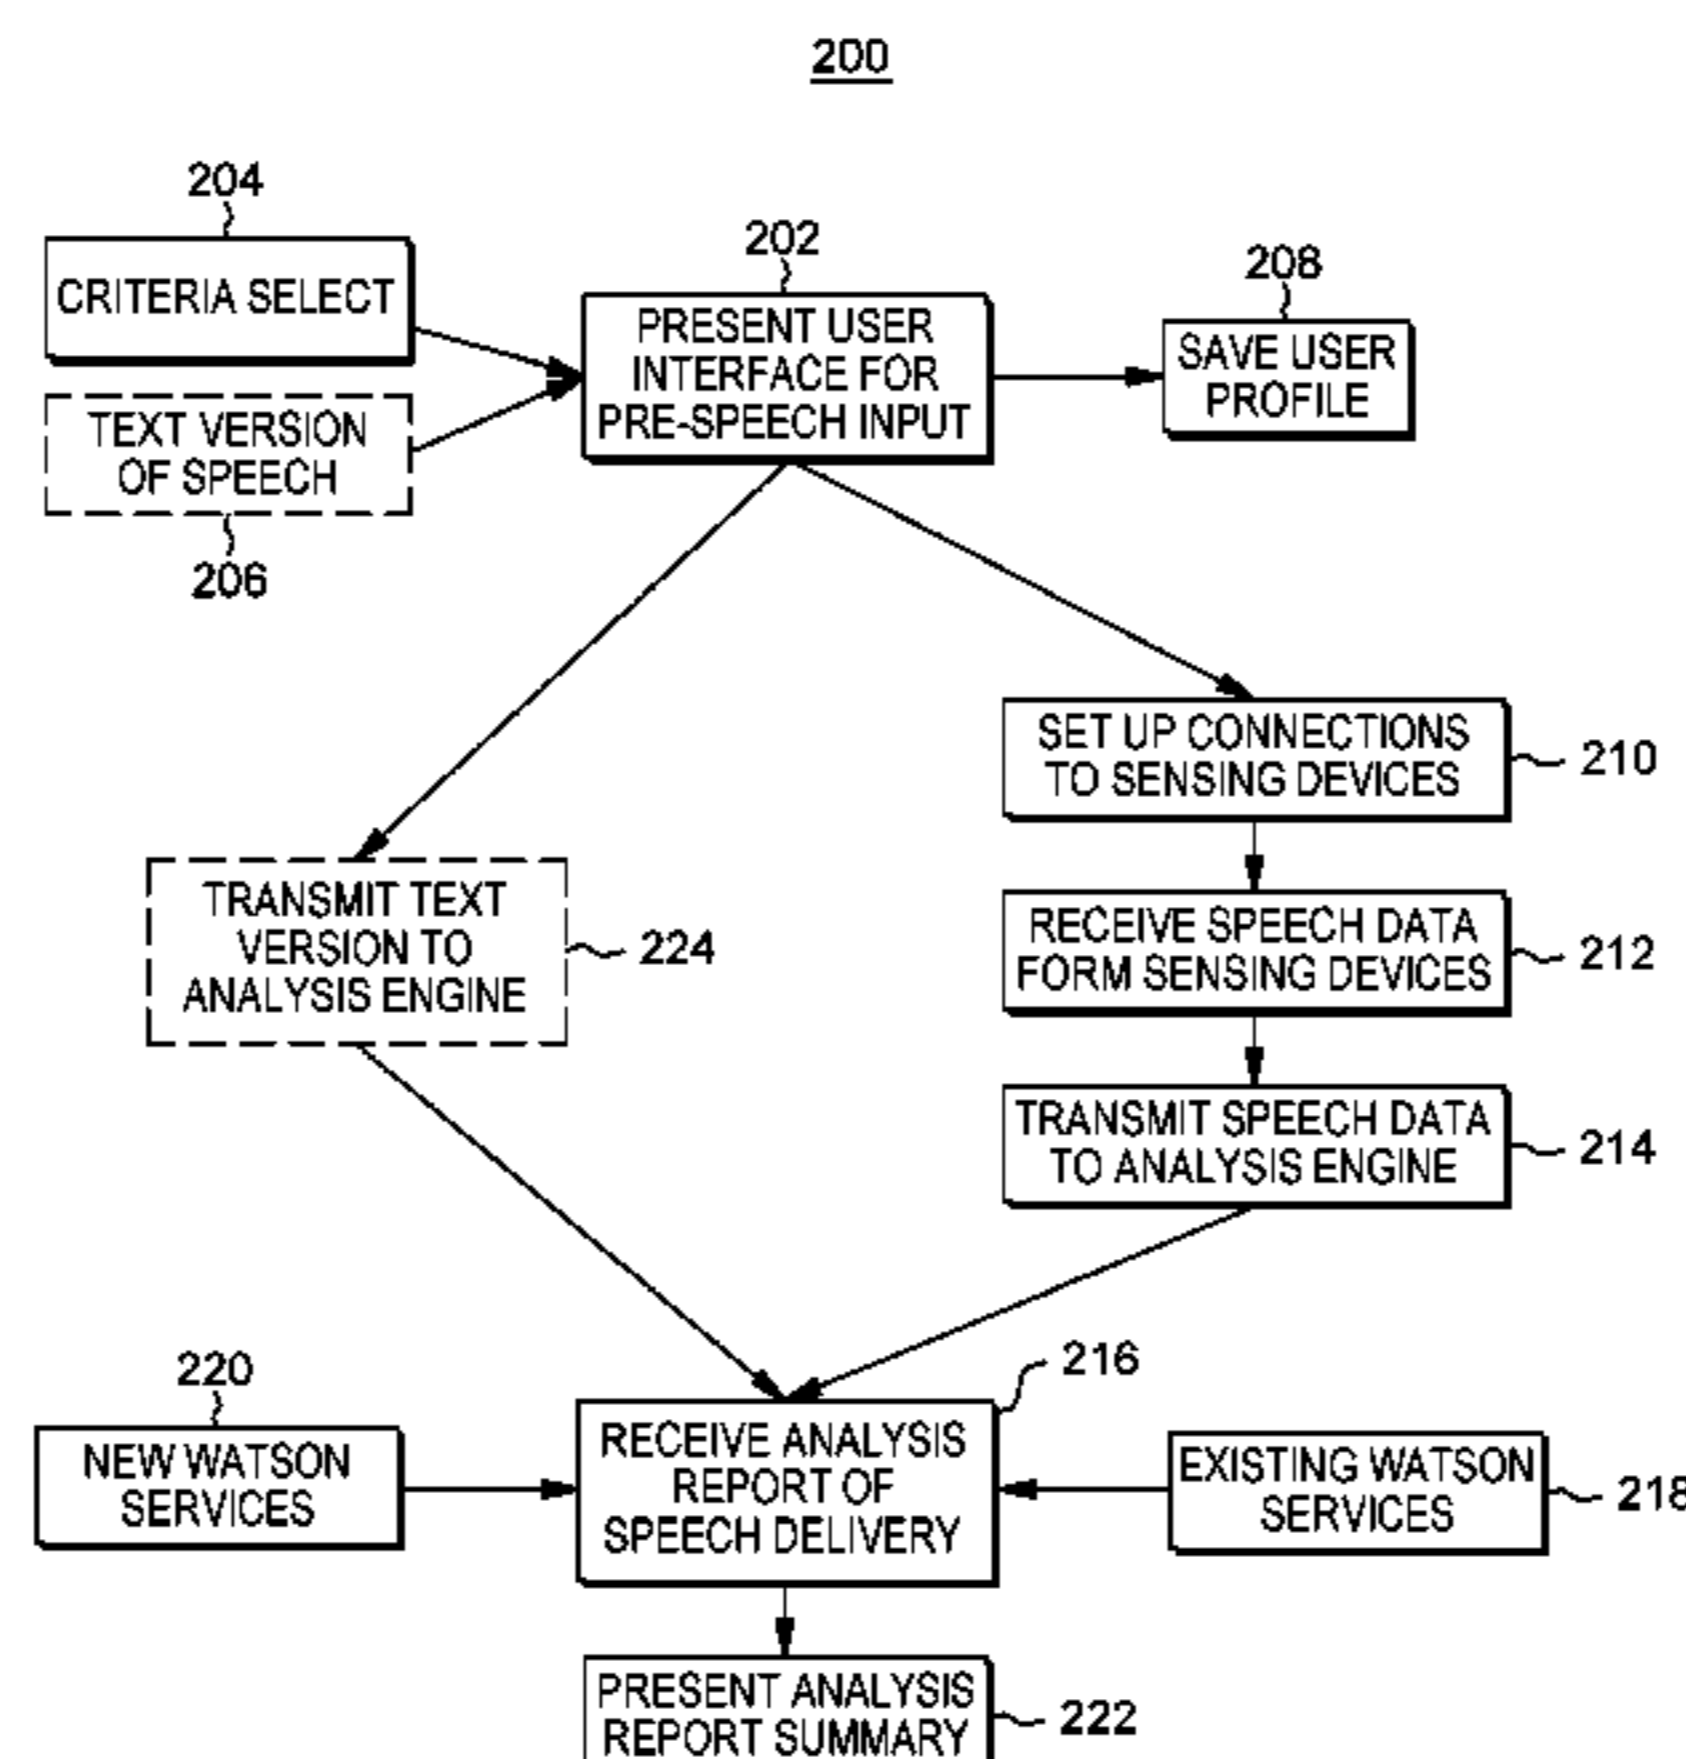 200
204
CRITERIA SELECT
TEXT VERSION
OF SPEECH
206
202
PRESENT USER
INTERFACE FOR
PRE-SPEECH INPUT
208
SAVE USER
PROFILE
SET UP CONNECTIONS
TO SENSING DEVICES
210
TRANSMIT TEXT
VERSION TO
ANALYSIS ENGINE
224
RECEIVE SPEECH DATA
FORM SENSING DEVICES
212
TRANSMIT SPEECH DATA
TO ANALYSIS ENGINE
214
220
NEW WATSON
SERVICES
216
RECEIVE ANALYSIS
REPORT OF
SPEECH DELIVERY
EXISTING WATSON
SERVICES
218
PRESENT ANALYSIS
REPORT SUMMARY
222